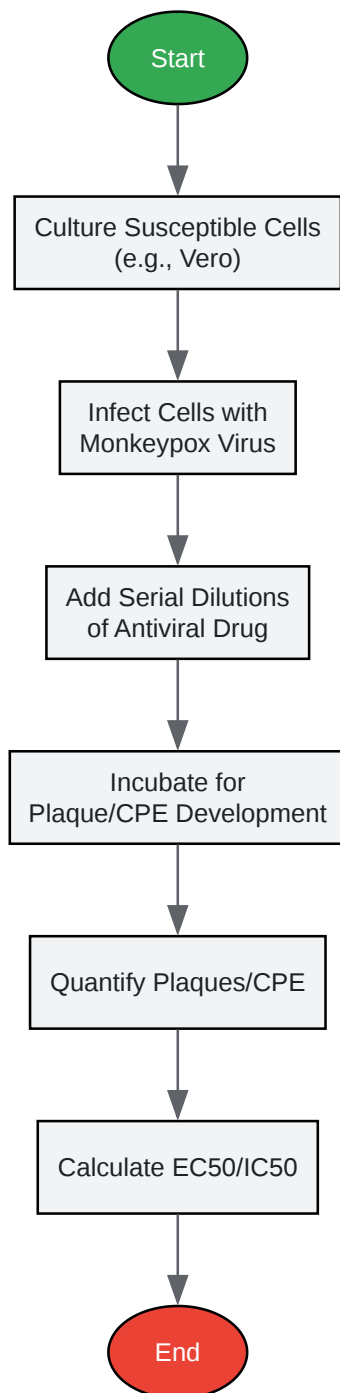 Start
Culture Susceptible Cells
(e.g., Vero)
Infect Cells with
Monkeypox Virus
Add Serial Dilutions
of Antiviral Drug
Incubate for
Plaque/CPE Development
Quantify Plaques/CPE
Calculate EC50/IC50
End